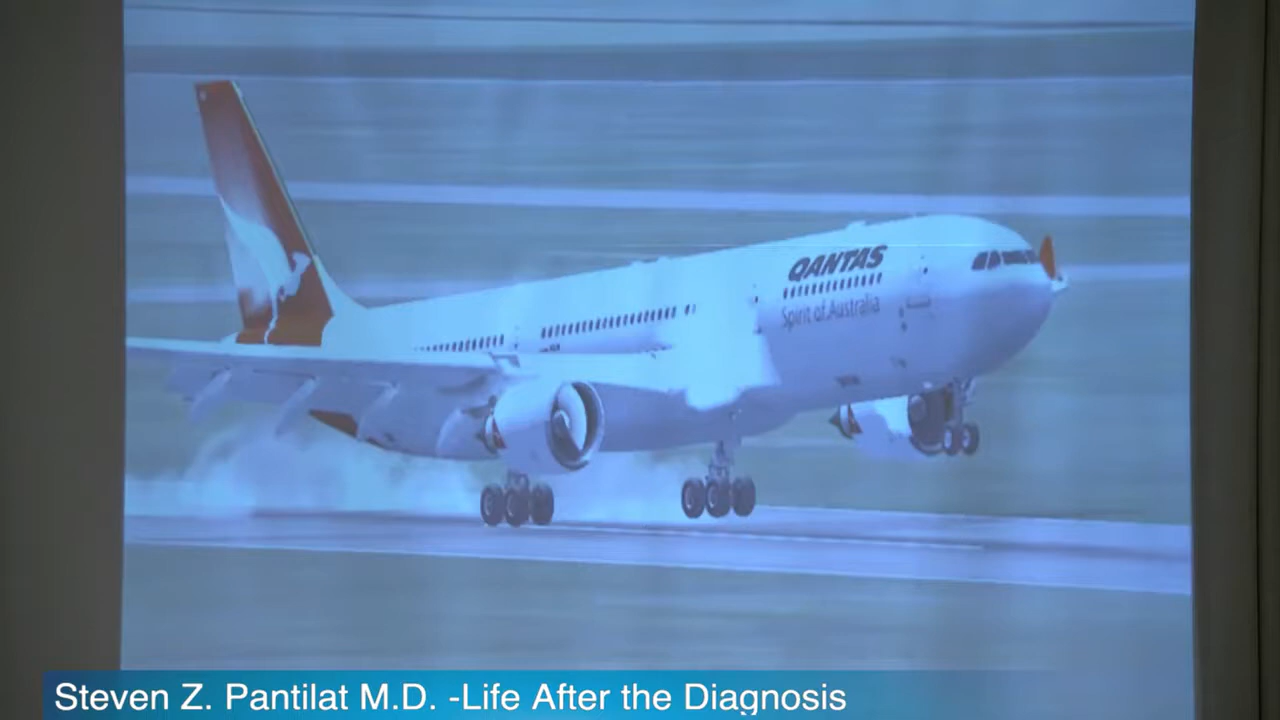 QANTAS
Spirit of Australia
Steven Z. Pantilat M.D. -Life After the Diagnosis